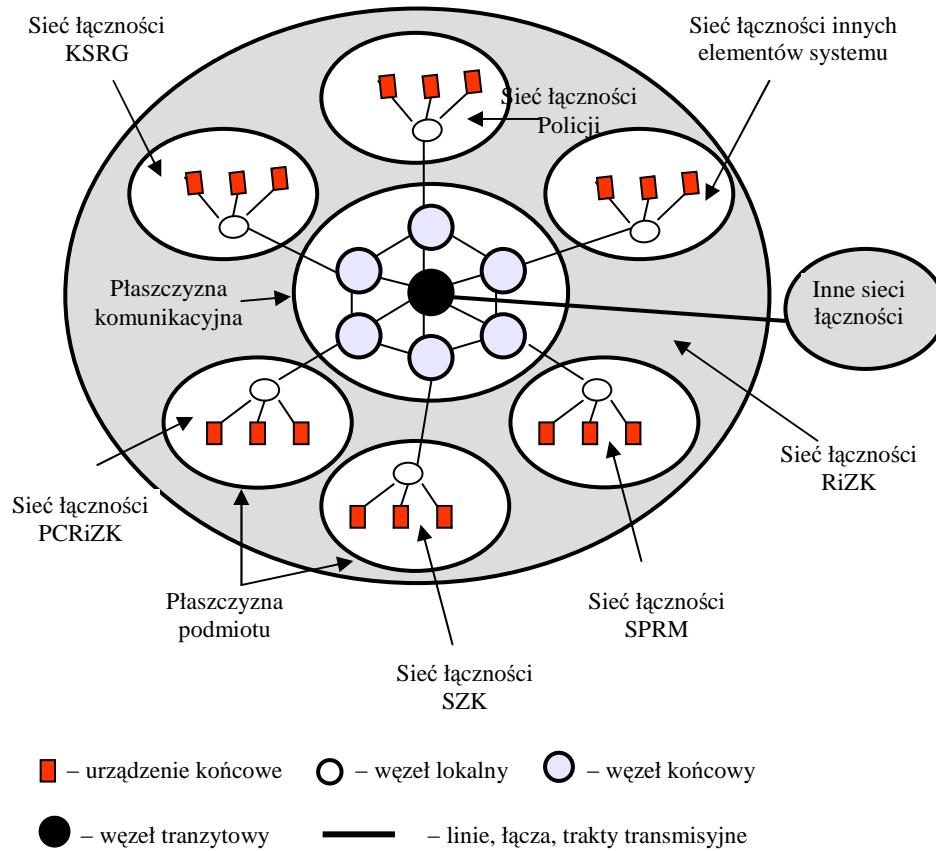 Sieć łączności
KSRG
Sieć łączności innych
elementów systemu
Sieć łączności
Policji
Płaszczyzna
komunikacyjna
Inne sieci
łączności
Sieć łączności
RiZK
Sieć łączności
PCRiZK
Płaszczyzna
podmiotu
Sieć łączności
SPRM
Sieć łączności
SZK
– urządzenie końcowe
– węzeł lokalny
– węzeł końcowy
– węzeł tranzytowy
– linie, łącza, trakty transmisyjne